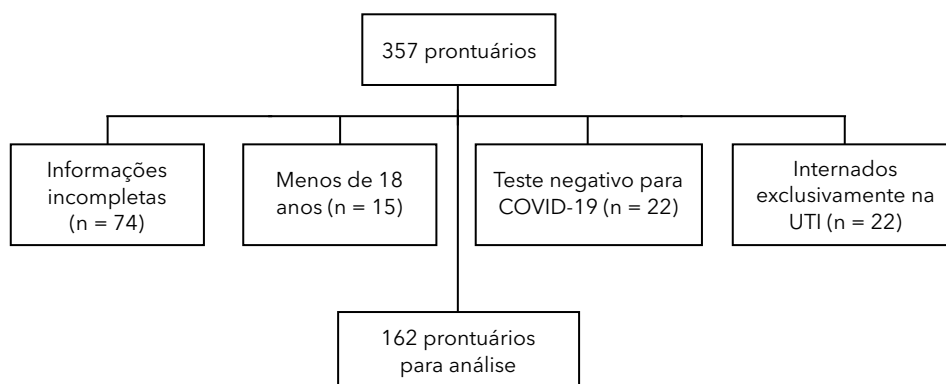 357 prontuários
Informações
incompletas
(n = 74)
Menos de 18
anos (n = 15)
Teste negativo para
COVID-19 (n = 22)
Internados
exclusivamente na
UTI (n = 22)
162 prontuários
para análise